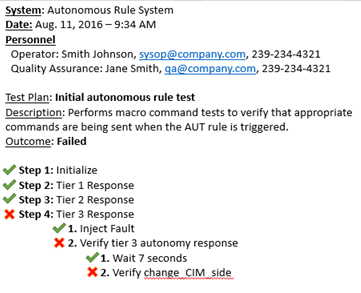 System: Autonomous Rule System
Date: Aug. 11, 2016 – 9:34 AM
Personnel
Operator: Smith Johnson, sysop@company.com, 239-234-4321
Quality Assurance: Jane Smith, qa@company.com, 239-234-4321
Test Plan: Initial autonomous rule test
Description: Performs macro command tests to verify that appropriate
commands are being sent when the AUT rule is triggered.
Outcome: Failed
Step 1: Initialize
Step 2: Tier 1 Response
Step 3: Tier 2 Response
Step 4: Tier 3 Response
1. Inject Fault
2. Verify tier 3 autonomy response
1. Wait 7 seconds
2. Verify change_CIM_side